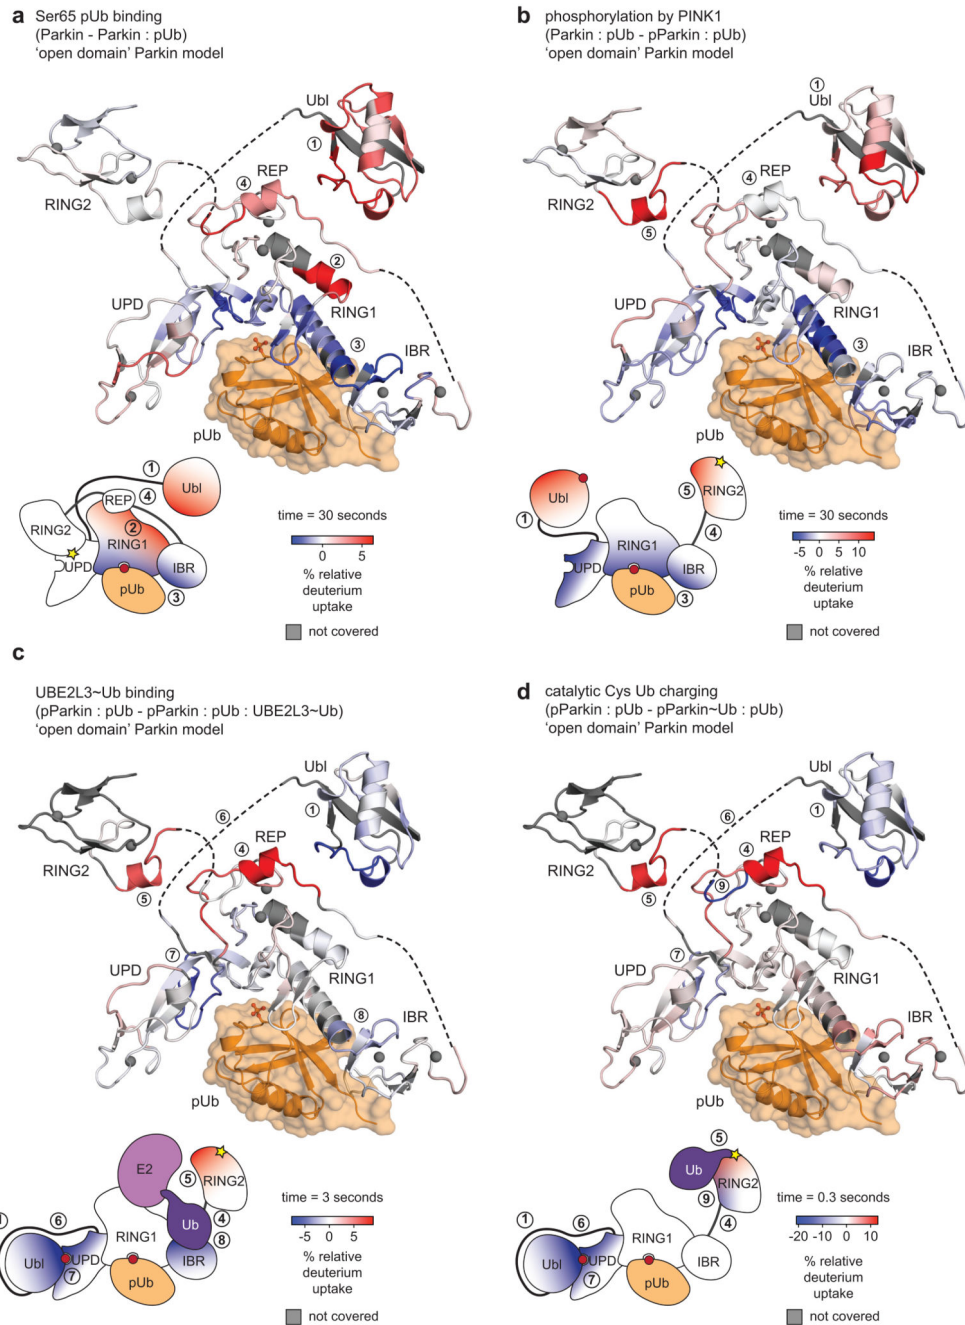 a
Ser65 pUb binding
(Parkin - Parkin : pUb)
'open domain' Parkin model
Ubl
①
④
REP
RING2
②
UPD
RING1
③
IBR
pUb
①
④
Ubl
REP
RING2
②
RING1
UPD
IBR
pUb
③
time = 30 seconds
0
5
% relative
deuterium
uptake
not covered
b
phosphorylation by PINK1
(Parkin : pUb - pParkin : pUb)
'open domain' Parkin model
①
Ubl
④
REP
RING2
⑤
UPD
RING1
③
IBR
pUb
Ubl
⑤
RING2
①
④
RING1
UPD
IBR
pUb
③
time = 30 seconds
-5
0
5
10
% relative
deuterium
uptake
not covered
c
UBE2L3~Ub binding
(pParkin : pUb - pParkin : pUb : UBE2L3~Ub)
'open domain' Parkin model
Ubl
⑥
①
④
REP
RING2
⑤
⑦
UPD
RING1
⑧
IBR
pUb
E2
⑤
RING2
⑥
Ub
④
⑧
RING1
Ubl
UPD
IBR
⑦
pUb
time = 3 seconds
-5
0
5
% relative
deuterium
uptake
not covered
d
catalytic Cys Ub charging
(pParkin : pUb - pParkin~Ub : pUb)
'open domain' Parkin model
Ubl
⑥
①
④
REP
⑨
RING2
⑤
⑦
UPD
RING1
IBR
pUb
⑤
Ub
RING2
⑨
①
⑥
④
RING1
Ubl
UPD
IBR
⑦
pUb
time = 0.3 seconds
-20
-10
0
10
% relative
deuterium
uptake
not covered